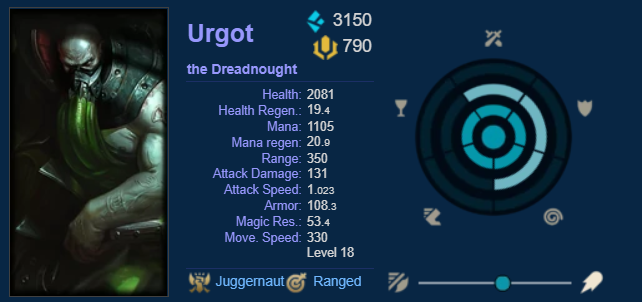 Urgot
3150
790
the Dreadnought
Health: 2081
Health Regen.: 19.4
Mana: 1105
Mana regen: 20.9
Range: 350
Attack Damage: 131
Attack Speed: 1.023
Armor: 108.3
Magic Res.: 53.4
Move. Speed: 330
Level 18
Juggernaut Ranged